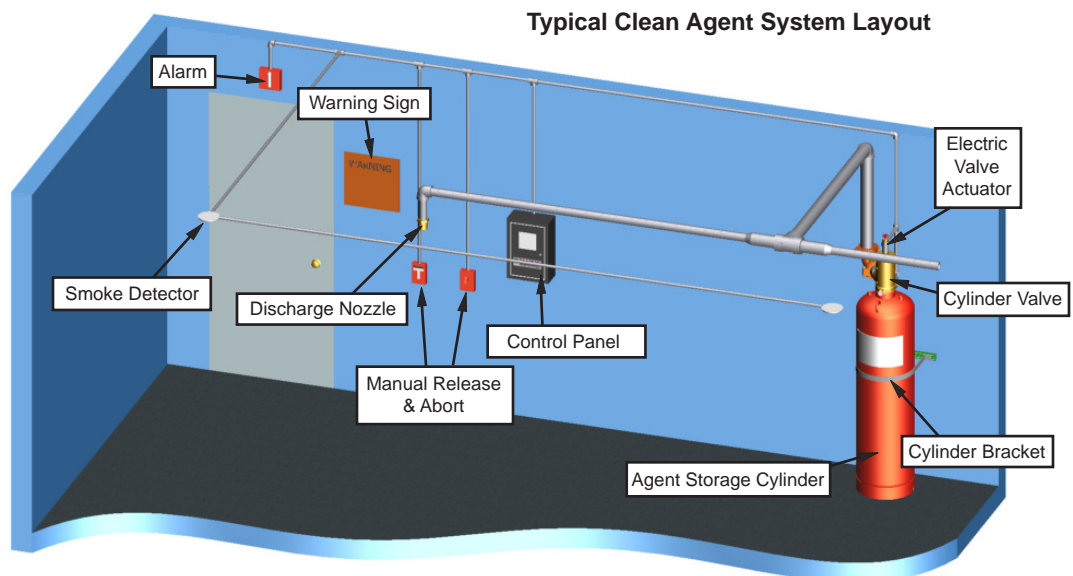 Typical Clean Agent System Layout
Alarm
Warning Sign
WARNING
Electric
Valve
Actuator
Smoke Detector
Discharge Nozzle
Control Panel
Cylinder Valve
Manual Release
& Abort
Cylinder Bracket
Agent Storage Cylinder